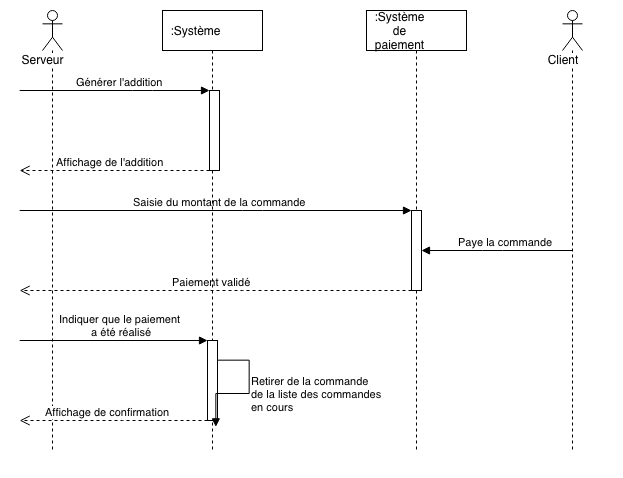 :Système
:Système
de
paiement
Serveur
Client
Générer l'addition
Affichage de l'addition
Saisie du montant de la commande
Paye la commande
Paiement validé
Indiquer que le paiement
a été réalisé
Retirer de la commande
de la liste des commandes
en cours
Affichage de confirmation